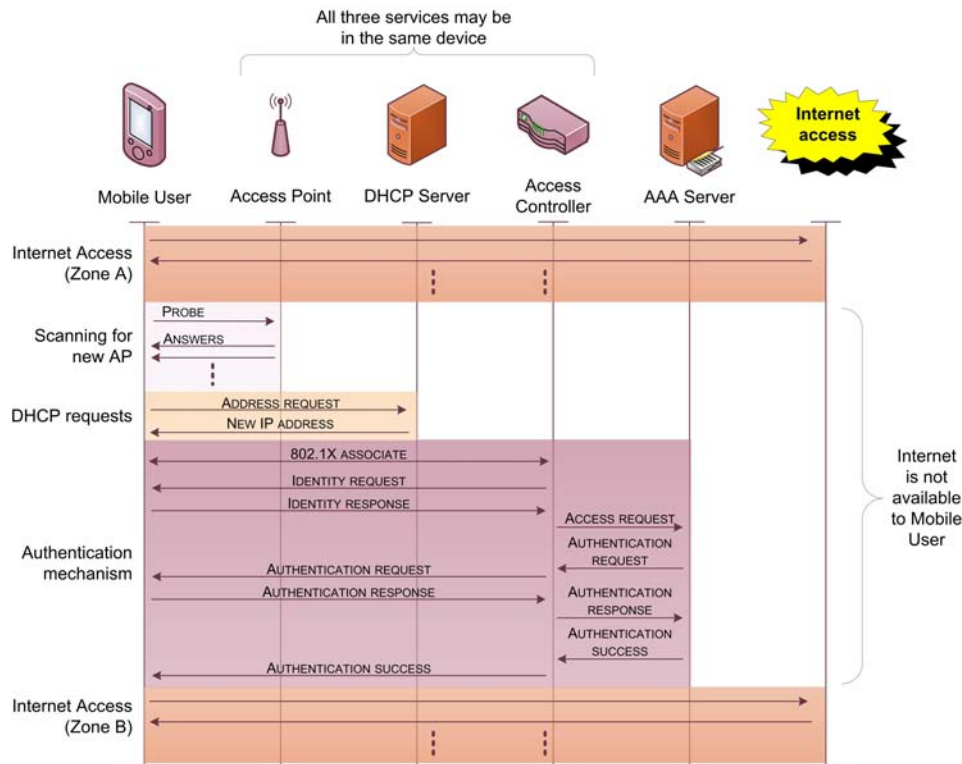 All three services may be
in the same device
Internet
access
Mobile User
Access Point
DHCP Server
Access
Controller
AAA Server
Internet Access
(Zone A)
Scanning for
new AP
PROBE
ANSWERS
DHCP requests
ADDRESS REQUEST
NEW IP ADDRESS
Authentication
mechanism
802.1X ASSOCIATE
IDENTITY REQUEST
IDENTITY RESPONSE
ACCESS REQUEST
AUTHENTICATION
REQUEST
AUTHENTICATION REQUEST
AUTHENTICATION RESPONSE
AUTHENTICATION
RESPONSE
AUTHENTICATION
SUCCESS
AUTHENTICATION SUCCESS
Internet
is not
available
to Mobile
User
Internet Access
(Zone B)